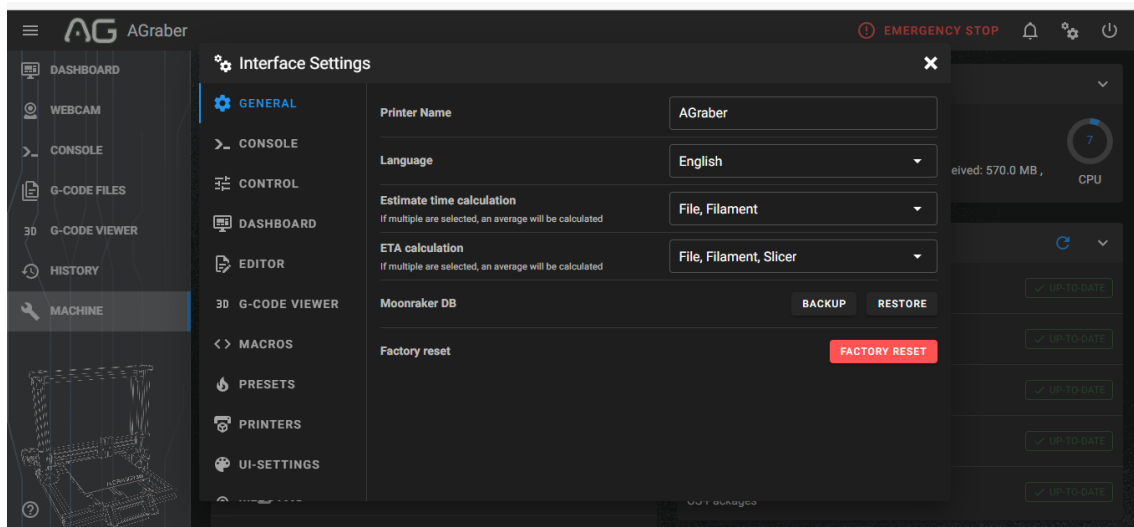 AG AGraber
EMERGENCY STOP
DASHBOARD
WEBCAM
CONSOLE
G-CODE FILES
3D G-CODE VIEWER
HISTORY
MACHINE
Interface Settings
GENERAL
CONSOLE
CONTROL
DASHBOARD
EDITOR
3D G-CODE VIEWER
MACROS
PRESETS
PRINTERS
UI-SETTINGS
Printer Name
AGraber
Language
English
Estimate time calculation
If multiple are selected, an average will be calculated
File, Filament
ETA calculation
If multiple are selected, an average will be calculated
File, Filament, Slicer
Moonraker DB
BACKUP
RESTORE
Factory reset
FACTORY RESET
eived: 570.0 MB ,
7
CPU
UP-TO-DATE
UP-TO-DATE
UP-TO-DATE
UP-TO-DATE
UP-TO-DATE
OS Packages